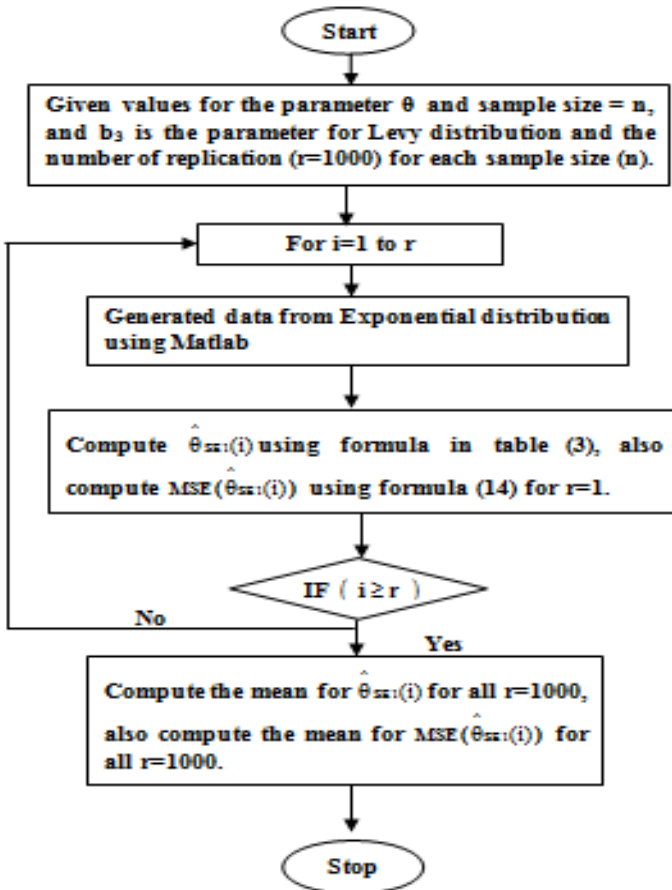 Start
Given values for the parameter θ and sample size = n,
and b₃ is the parameter for Levy distribution and the
number of replication (r=1000) for each sample size (n).
For i=1 to r
Generated data from Exponential distribution
using Matlab
Compute θ̂(i) using formula in table (3), also
compute MSE(θ̂(i)) using formula (14) for r=1.
IF ( i ≥ r )
No
Yes
Compute the mean for θ̂(i) for all r=1000,
also compute the mean for MSE(θ̂(i)) for
all r=1000.
Stop